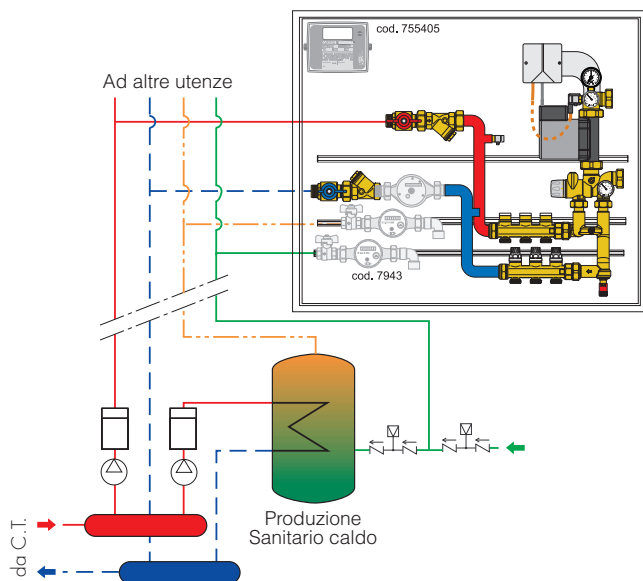 cod. 755405
Ad altre utenze
cod. 7943
Produzione
Sanitario caldo
da C.T.